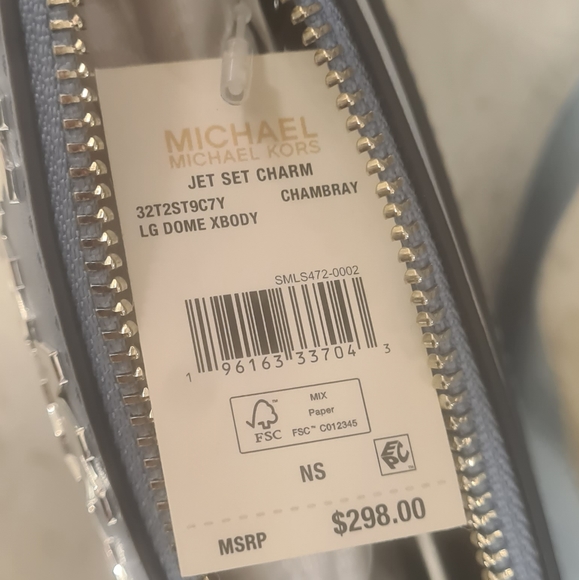 MICHAEL
MICHAEL KORS
JET SET CHARM
32T2ST9C7Y CHAMBRAY
LG DOME XBODY
SMLS472-0002
1 96163 33704 3
FSC
MIX
Paper
FSC™ C012345
NS
EPC
MSRP $298.00